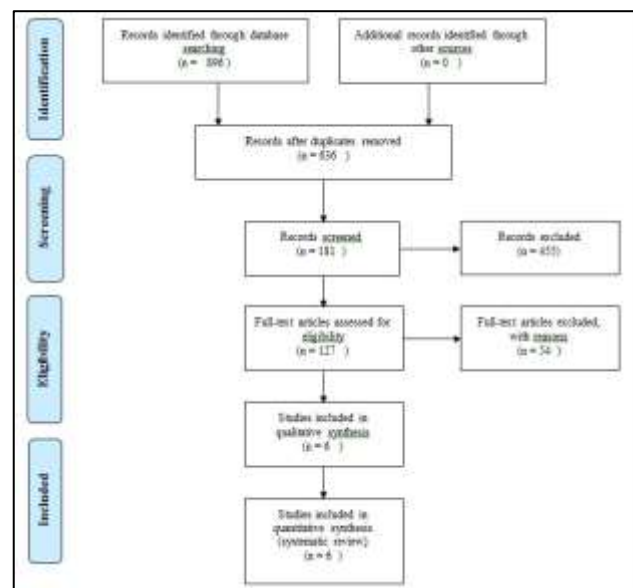 Identification
Records identified through database
searching
(n = 896 )
Additional records identified through
other sources
(n = 0 )
Records after duplicates removed
(n = 636 )
Screening
Records screened
(n = 181 )
Records excluded
(n = 455)
Eligibility
Full-text articles assessed for
eligibility
(n = 127 )
Full-text articles excluded,
with reasons
(n = 54 )
Studies included in
qualitative synthesis
(n = 6 )
Included
Studies included in
quantitative synthesis
(systematic review)
(n = 6 )